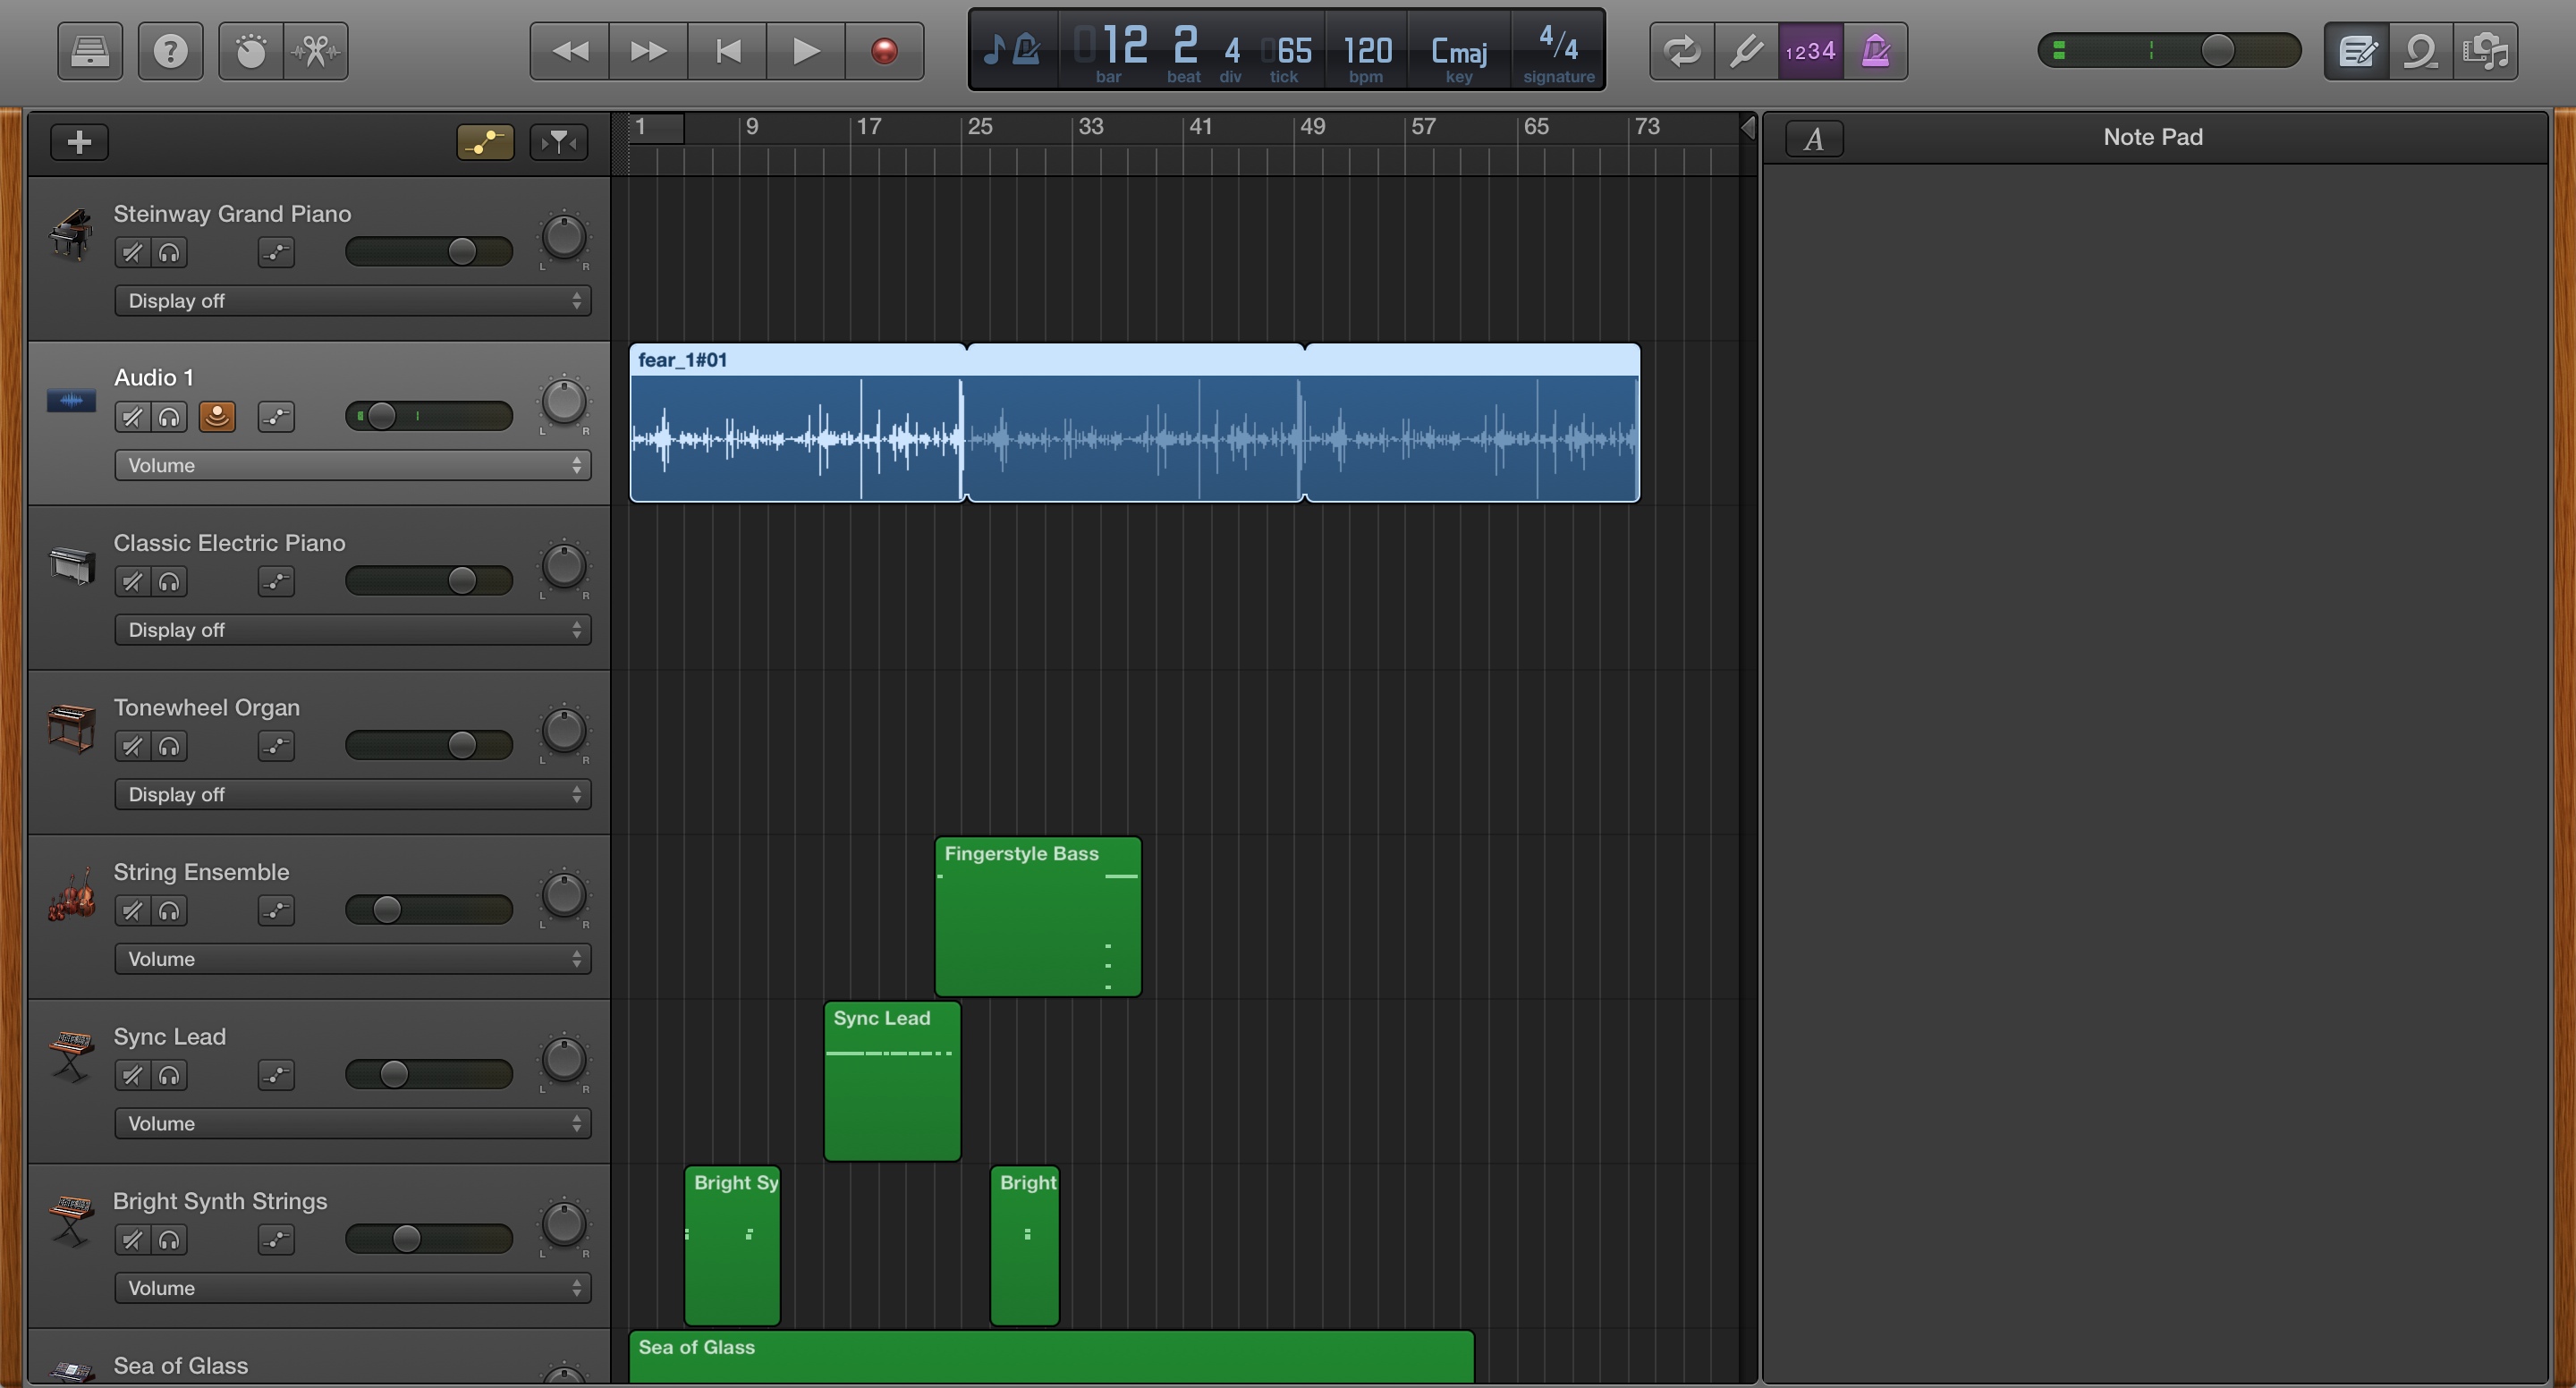 012 2 4 065 120 Cmaj 4/4
bar beat div tick bpm key signature
1234
1 9 17 25 33 41 49 57 65 73
A Note Pad
Steinway Grand Piano
L R
Display off
Audio 1
L R
Volume
fear_1#01
Classic Electric Piano
L R
Display off
Tonewheel Organ
L R
Display off
String Ensemble
L R
Volume
Fingerstyle Bass
Sync Lead
L R
Volume
Sync Lead
Bright Synth Strings
L R
Volume
Bright Sy
Bright
Sea of Glass
Sea of Glass